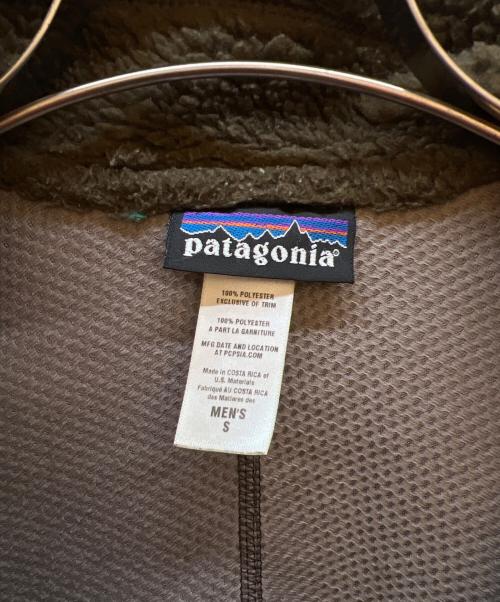 patagonia®
100% POLYESTER
EXCLUSIVE OF TRIM
100% POLYESTER
A PART LA GARNITURE
MFG DATE AND LOCATION
AT PCPSIA.COM
Made in COSTA RICA of
U.S. Materials
Fabriqué AU COSTA RICA
des Matieres des
MEN'S
S